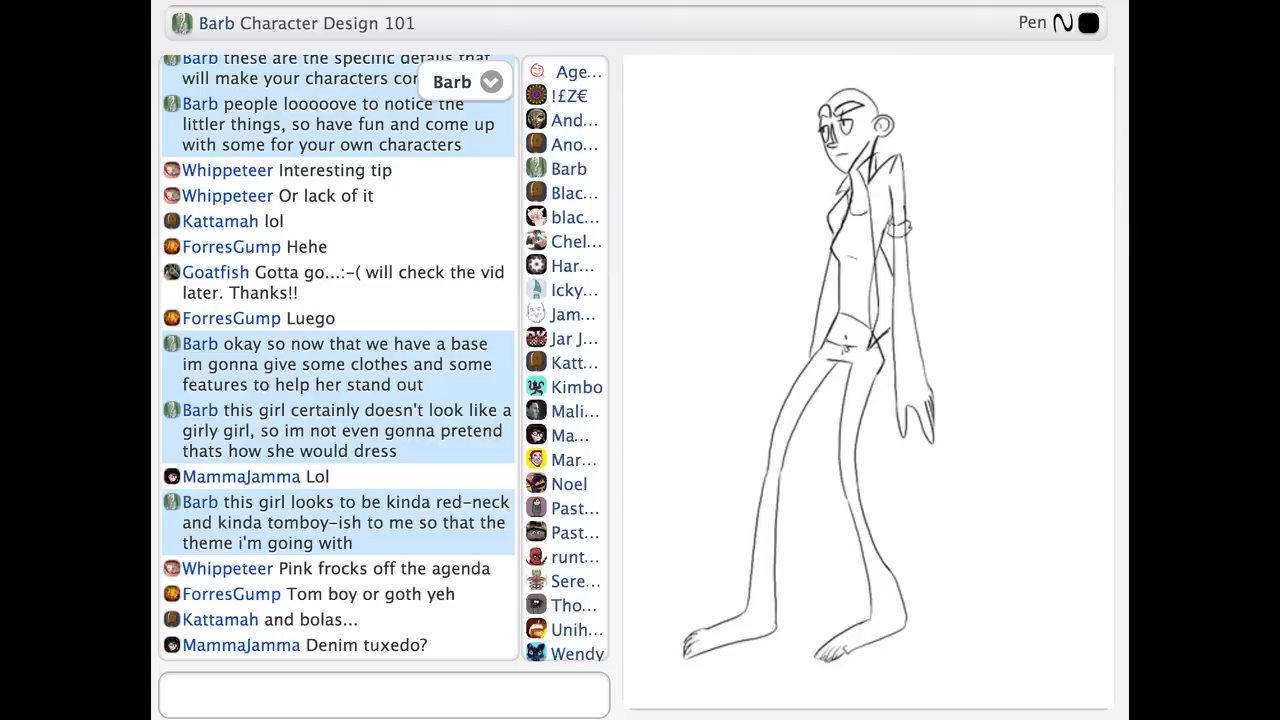 Barb Character Design 101
Pen
Barb these are the specific details that
will make your characters
Barb
Barb people looooove to notice the
littler things, so have fun and come up
with some for your own characters
Whippeteer Interesting tip
Whippeteer Or lack of it
Kattamah lol
ForresGump Hehe
Goatfish Gotta go...:-( will check the vid
later. Thanks!!
ForresGump Luego
Barb okay so now that we have a base
im gonna give some clothes and some
features to help her stand out
Barb this girl certainly doesn't look like a
girly girl, so im not even gonna pretend
thats how she would dress
MammaJamma Lol
Barb this girl looks to be kinda red-neck
and kinda tomboy-ish to me so that the
theme i'm going with
Whippeteer Pink frocks off the agenda
ForresGump Tom boy or goth yeh
Kattamah and bolas...
MammaJamma Denim tuxedo?
Age...
!£Z€
And...
Ano...
Barb
Blac...
blac...
Chel...
Har...
Icky...
Jam...
Jar J...
Katt...
Kimbo
Mali...
Ma...
Mar...
Noel
Past...
Past...
runt...
Sere...
Tho...
Unih...
Wendy